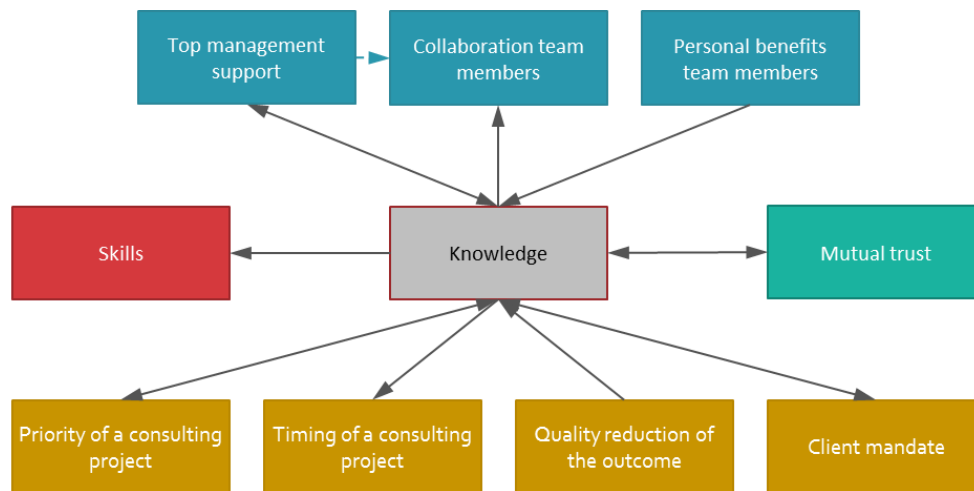 Top management
support
Collaboration team
members
Personal benefits
team members
Skills
Knowledge
Mutual trust
Priority of a consulting
project
Timing of a consulting
project
Quality reduction of
the outcome
Client mandate